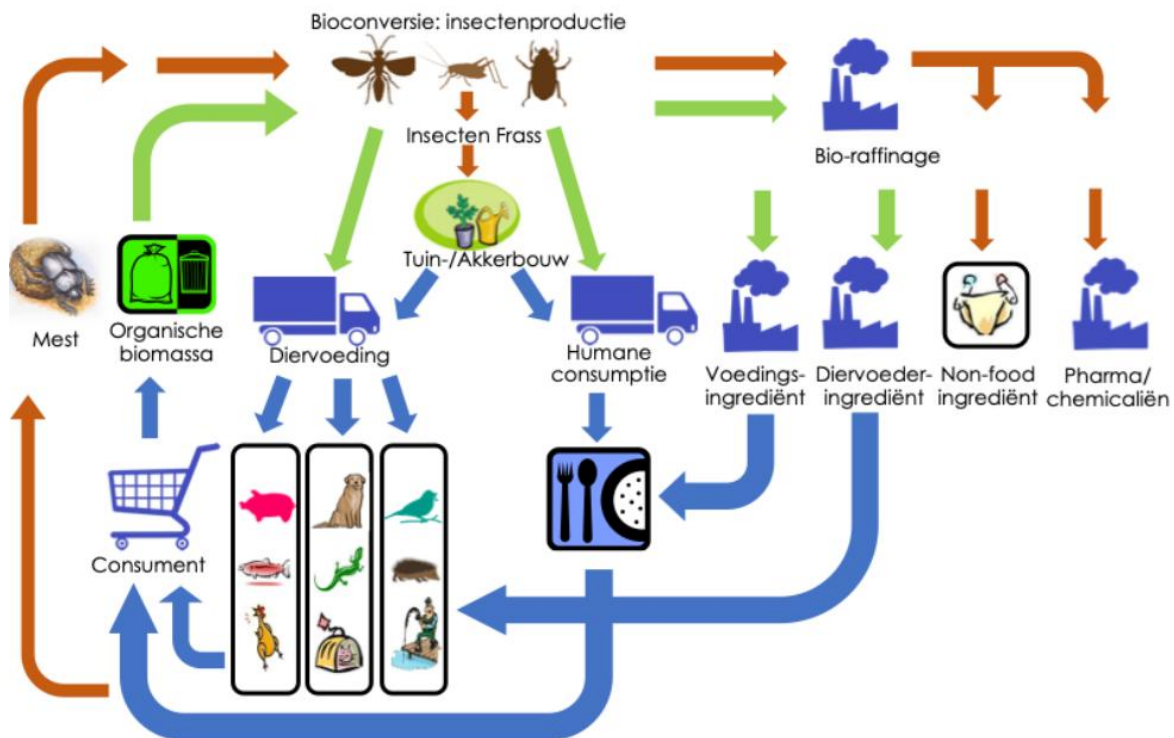 Bioconversie: insectenproductie
Insecten Frass
Bio-raffinage
Tuin-/Akkerbouw
Mest
Organische
biomassa
Diervoeding
Humane
consumptie
Voedings-
ingrediënt
Diervoeder-
ingrediënt
Non-food
ingrediënt
Pharma/
chemicaliën
Consument